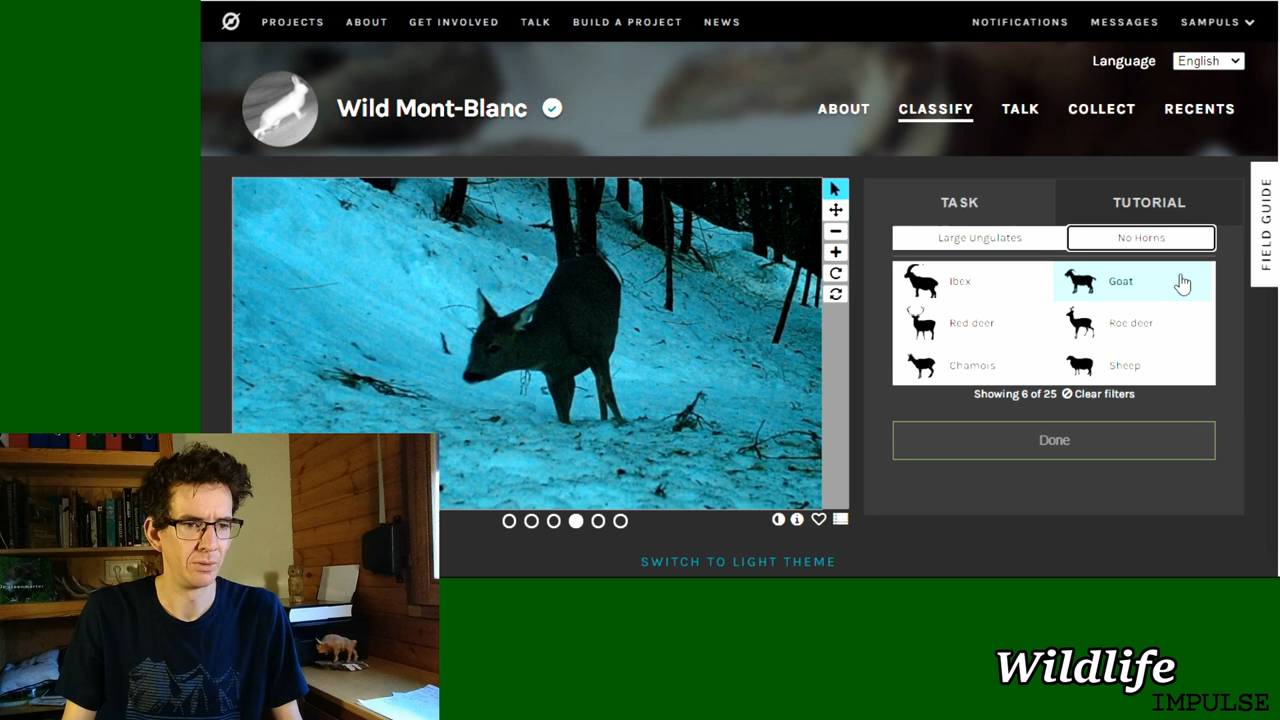 PROJECTS ABOUT GET INVOLVED TALK BUILD A PROJECT NEWS NOTIFICATIONS MESSAGES SAMPULS
Language English
Wild Mont-Blanc ABOUT CLASSIFY TALK COLLECT RECENTS
TASK TUTORIAL
FIELD GUIDE
Large Ungulates No Horns
Ibex Goat
Red deer Roe deer
Chamois Sheep
Showing 6 of 25 Clear filters
Done
SWITCH TO LIGHT THEME
Wildlife
IMPULSE